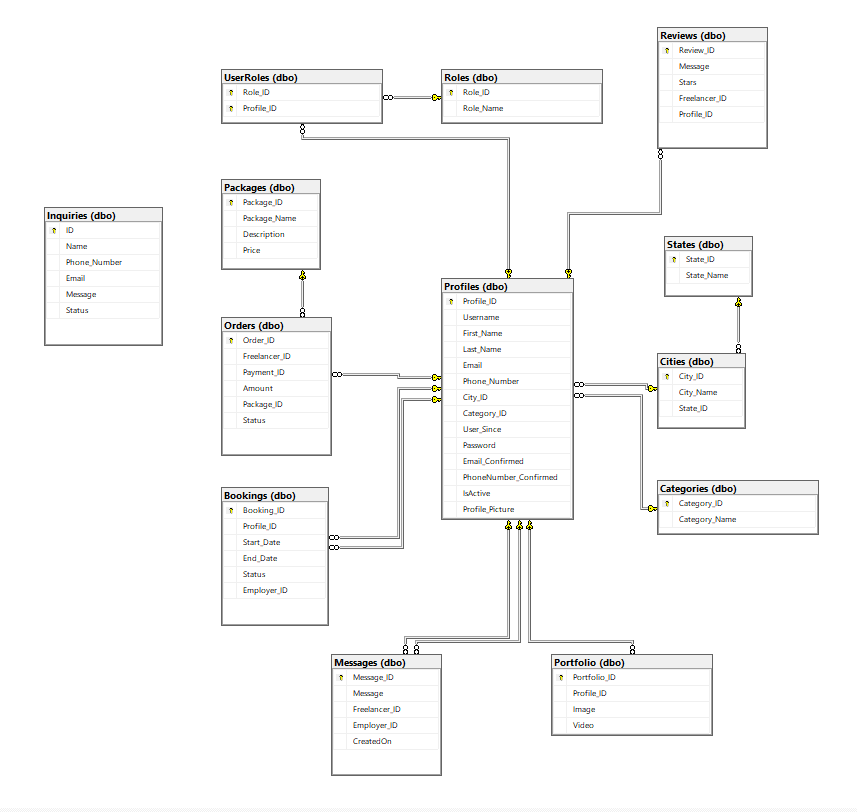 Reviews (dbo)
Review_ID
Message
Stars
Freelancer_ID
Profile_ID
UserRoles (dbo)
Role_ID
Profile_ID
Roles (dbo)
Role_ID
Role_Name
Packages (dbo)
Package_ID
Package_Name
Description
Price
Inquiries (dbo)
ID
Name
Phone_Number
Email
Message
Status
States (dbo)
State_ID
State_Name
Profiles (dbo)
Profile_ID
Username
First_Name
Last_Name
Email
Phone_Number
City_ID
Category_ID
User_Since
Password
Email_Confirmed
PhoneNumber_Confirmed
IsActive
Profile_Picture
Orders (dbo)
Order_ID
Freelancer_ID
Payment_ID
Amount
Package_ID
Status
Cities (dbo)
City_ID
City_Name
State_ID
Categories (dbo)
Category_ID
Category_Name
Bookings (dbo)
Booking_ID
Profile_ID
Start_Date
End_Date
Status
Employer_ID
Messages (dbo)
Message_ID
Message
Freelancer_ID
Employer_ID
CreatedOn
Portfolio (dbo)
Portfolio_ID
Profile_ID
Image
Video